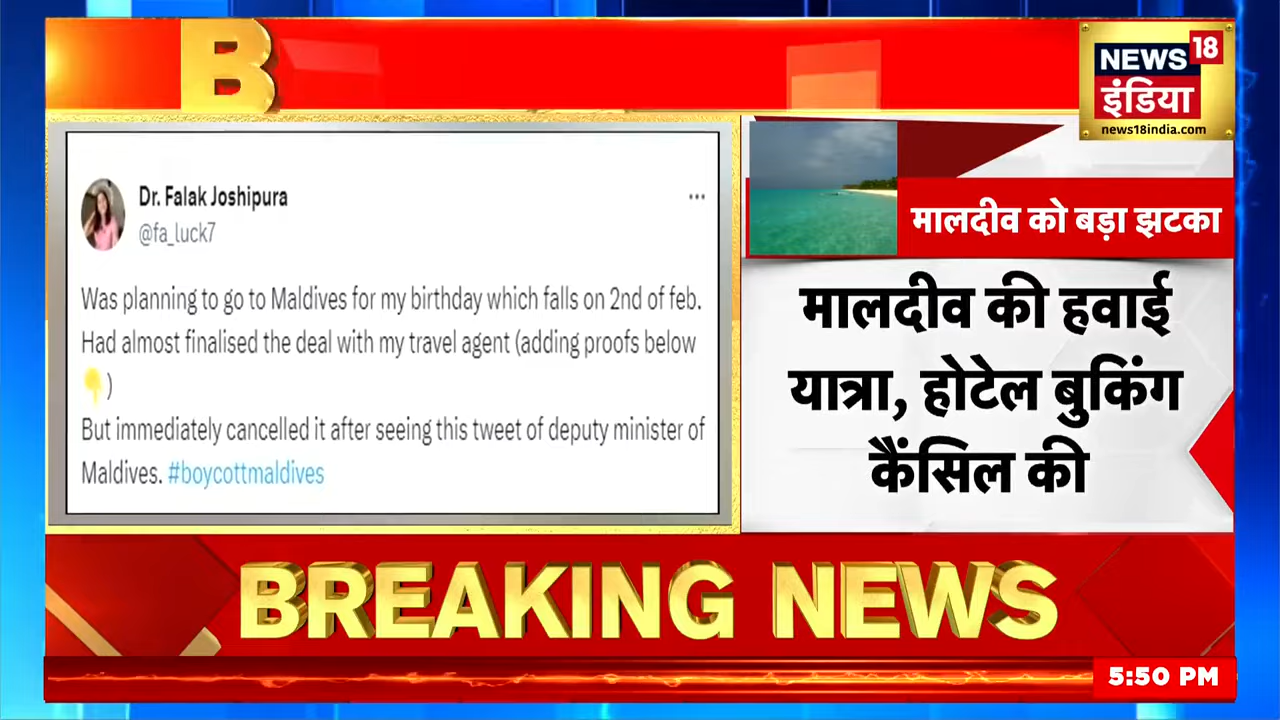 B
NEWS 18
इंडिया
news18india.com
Dr. Falak Joshipura
@fa_luck7
Was planning to go to Maldives for my birthday which falls on 2nd of feb.
Had almost finalised the deal with my travel agent (adding proofs below
👇)
But immediately cancelled it after seeing this tweet of deputy minister of
Maldives. #boycottmaldives
मालदीव को बड़ा झटका
मालदीव की हवाई
यात्रा, होटेल बुकिंग
कैंसिल की
BREAKING NEWS
5:50 PM